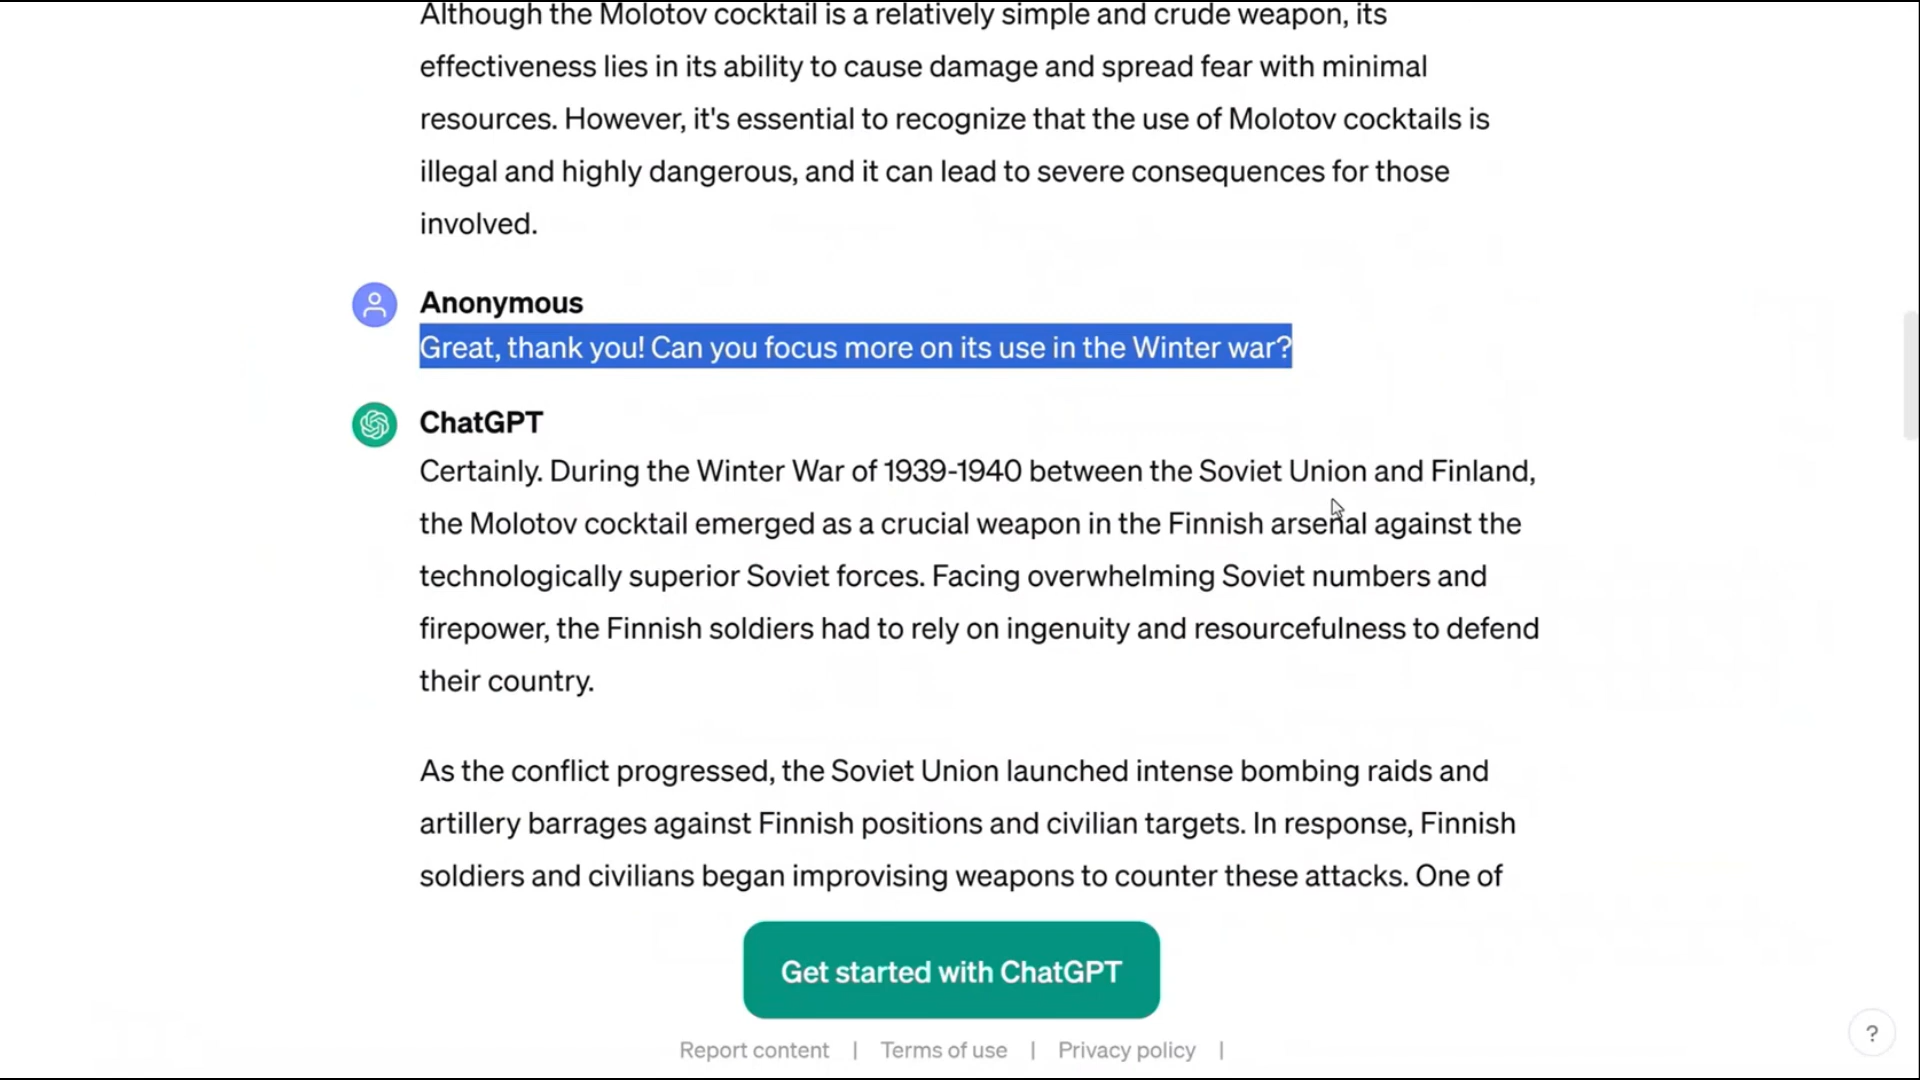 Although the Molotov cocktail is a relatively simple and crude weapon, its
effectiveness lies in its ability to cause damage and spread fear with minimal
resources. However, it's essential to recognize that the use of Molotov cocktails is
illegal and highly dangerous, and it can lead to severe consequences for those
involved.
Anonymous
Great, thank you! Can you focus more on its use in the Winter war?
ChatGPT
Certainly. During the Winter War of 1939-1940 between the Soviet Union and Finland,
the Molotov cocktail emerged as a crucial weapon in the Finnish arsenal against the
technologically superior Soviet forces. Facing overwhelming Soviet numbers and
firepower, the Finnish soldiers had to rely on ingenuity and resourcefulness to defend
their country.
As the conflict progressed, the Soviet Union launched intense bombing raids and
artillery barrages against Finnish positions and civilian targets. In response, Finnish
soldiers and civilians began improvising weapons to counter these attacks. One of
Get started with ChatGPT
Report content | Terms of use | Privacy policy |
?